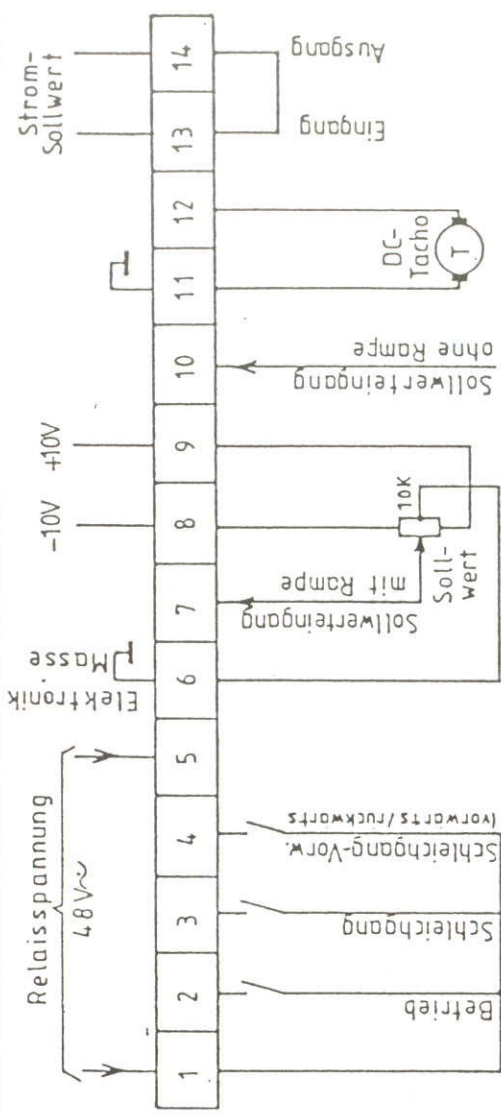 Relaisspannung
48V~
Elektronik
Masse
-10V
+10V
Strom-
Sollwert
1
2
3
4
5
6
7
8
9
10
11
12
13
14
Betrieb
Schleichgang
Schleichgang-Vorw.
(vorwarts/ruckwarts
Sollwerteingang
mit Rampe
Soll-
Wert
10K
Sollwerteingang
ohne Rampe
DC-
Tacho
T
Eingang
Ausgang